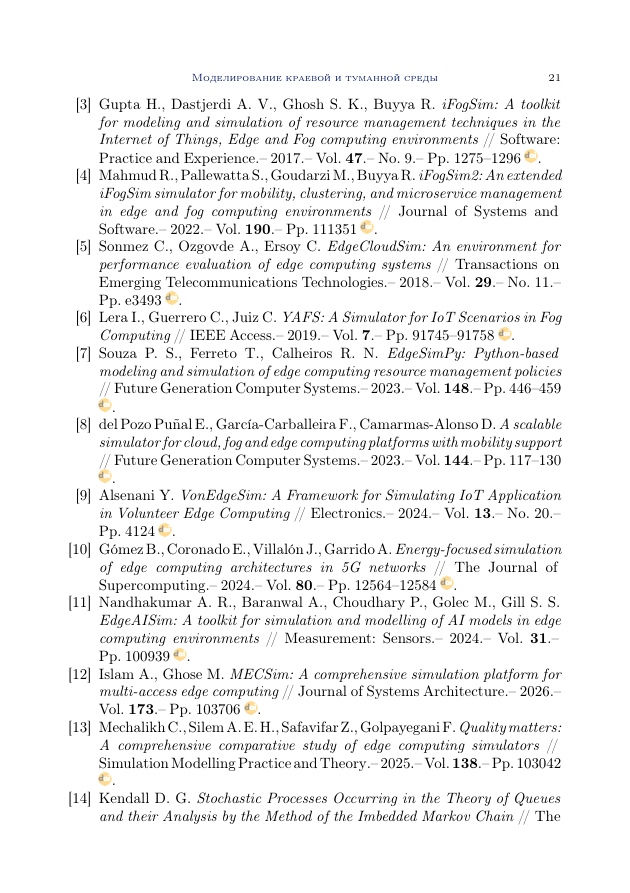 Моделирование краевой и туманной среды 21
[3] Gupta H., Dastjerdi A. V., Ghosh S. K., Buyya R. iFogSim: A toolkit
for modeling and simulation of resource management techniques in the
Internet of Things, Edge and Fog computing environments // Software:
Practice and Experience.– 2017.– Vol. 47.– No. 9.– Pp. 1275–1296 .
[4] Mahmud R., Pallewatta S., Goudarzi M., Buyya R. iFogSim2: An extended
iFogSim simulator for mobility, clustering, and microservice management
in edge and fog computing environments // Journal of Systems and
Software.– 2022.– Vol. 190.– Pp. 111351 .
[5] Sonmez C., Ozgovde A., Ersoy C. EdgeCloudSim: An environment for
performance evaluation of edge computing systems // Transactions on
Emerging Telecommunications Technologies.– 2018.– Vol. 29.– No. 11.–
Pp. e3493 .
[6] Lera I., Guerrero C., Juiz C. YAFS: A Simulator for IoT Scenarios in Fog
Computing // IEEE Access.– 2019.– Vol. 7.– Pp. 91745–91758 .
[7] Souza P. S., Ferreto T., Calheiros R. N. EdgeSimPy: Python-based
modeling and simulation of edge computing resource management policies
// Future Generation Computer Systems.– 2023.– Vol. 148.– Pp. 446–459
.
[8] del Pozo Puñal E., García-Carballeira F., Camarmas-Alonso D. A scalable
simulator for cloud, fog and edge computing platforms with mobility support
// Future Generation Computer Systems.– 2023.– Vol. 144.– Pp. 117–130
.
[9] Alsenani Y. VonEdgeSim: A Framework for Simulating IoT Application
in Volunteer Edge Computing // Electronics.– 2024.– Vol. 13.– No. 20.–
Pp. 4124 .
[10] Gómez B., Coronado E., Villalón J., Garrido A. Energy-focused simulation
of edge computing architectures in 5G networks // The Journal of
Supercomputing.– 2024.– Vol. 80.– Pp. 12564–12584 .
[11] Nandhakumar A. R., Baranwal A., Choudhary P., Golec M., Gill S. S.
EdgeAISim: A toolkit for simulation and modelling of AI models in edge
computing environments // Measurement: Sensors.– 2024.– Vol. 31.–
Pp. 100939 .
[12] Islam A., Ghose M. MECSim: A comprehensive simulation platform for
multi-access edge computing // Journal of Systems Architecture.– 2026.–
Vol. 173.– Pp. 103706 .
[13] Mechalikh C., Silem A. E. H., Safavifar Z., Golpayegani F. Quality matters:
A comprehensive comparative study of edge computing simulators //
Simulation Modelling Practice and Theory.– 2025.– Vol. 138.– Pp. 103042
.
[14] Kendall D. G. Stochastic Processes Occurring in the Theory of Queues
and their Analysis by the Method of the Imbedded Markov Chain // The